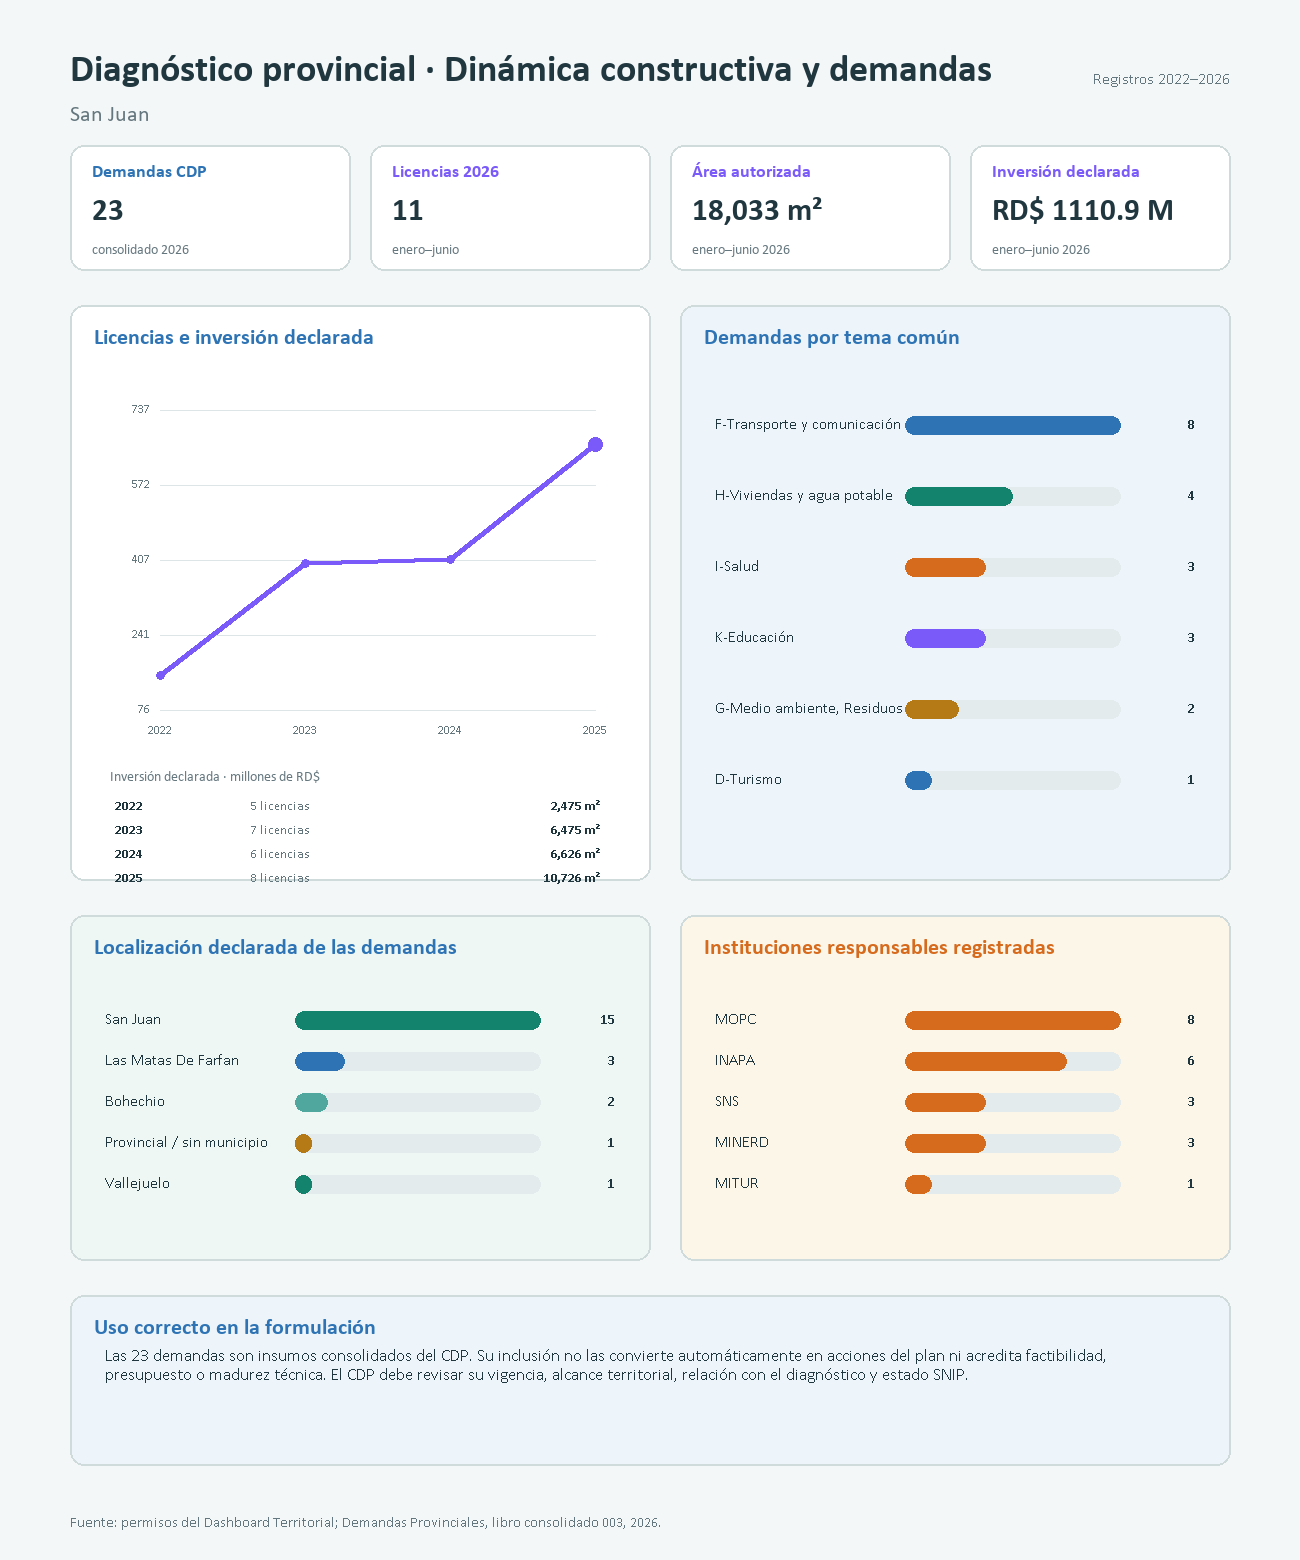 Diagnóstico provincial · Dinámica constructiva y demandas
Registros 2022–2026
San Juan
Demandas CDP
23
consolidado 2026
Licencias 2026
11
enero–junio
Área autorizada
18,033 m²
enero–junio 2026
Inversión declarada
RD$ 1110.9 M
enero–junio 2026
Licencias e inversión declarada
737
572
407
241
76
2022 2023 2024 2025
Inversión declarada · millones de RD$
2022 5 licencias 2,475 m²
2023 7 licencias 6,475 m²
2024 6 licencias 6,626 m²
2025 8 licencias 10,726 m²
Demandas por tema común
F-Transporte y comunicación 8
H-Viviendas y agua potable 4
I-Salud 3
K-Educación 3
G-Medio ambiente, Residuos 2
D-Turismo 1
Localización declarada de las demandas
San Juan 15
Las Matas De Farfan 3
Bohechio 2
Provincial / sin municipio 1
Vallejuelo 1
Instituciones responsables registradas
MOPC 8
INAPA 6
SNS 3
MINERD 3
MITUR 1
Uso correcto en la formulación
Las 23 demandas son insumos consolidados del CDP. Su inclusión no las convierte automáticamente en acciones del plan ni acredita factibilidad,
presupuesto o madurez técnica. El CDP debe revisar su vigencia, alcance territorial, relación con el diagnóstico y estado SNIP.
Fuente: permisos del Dashboard Territorial; Demandas Provinciales, libro consolidado 003, 2026.